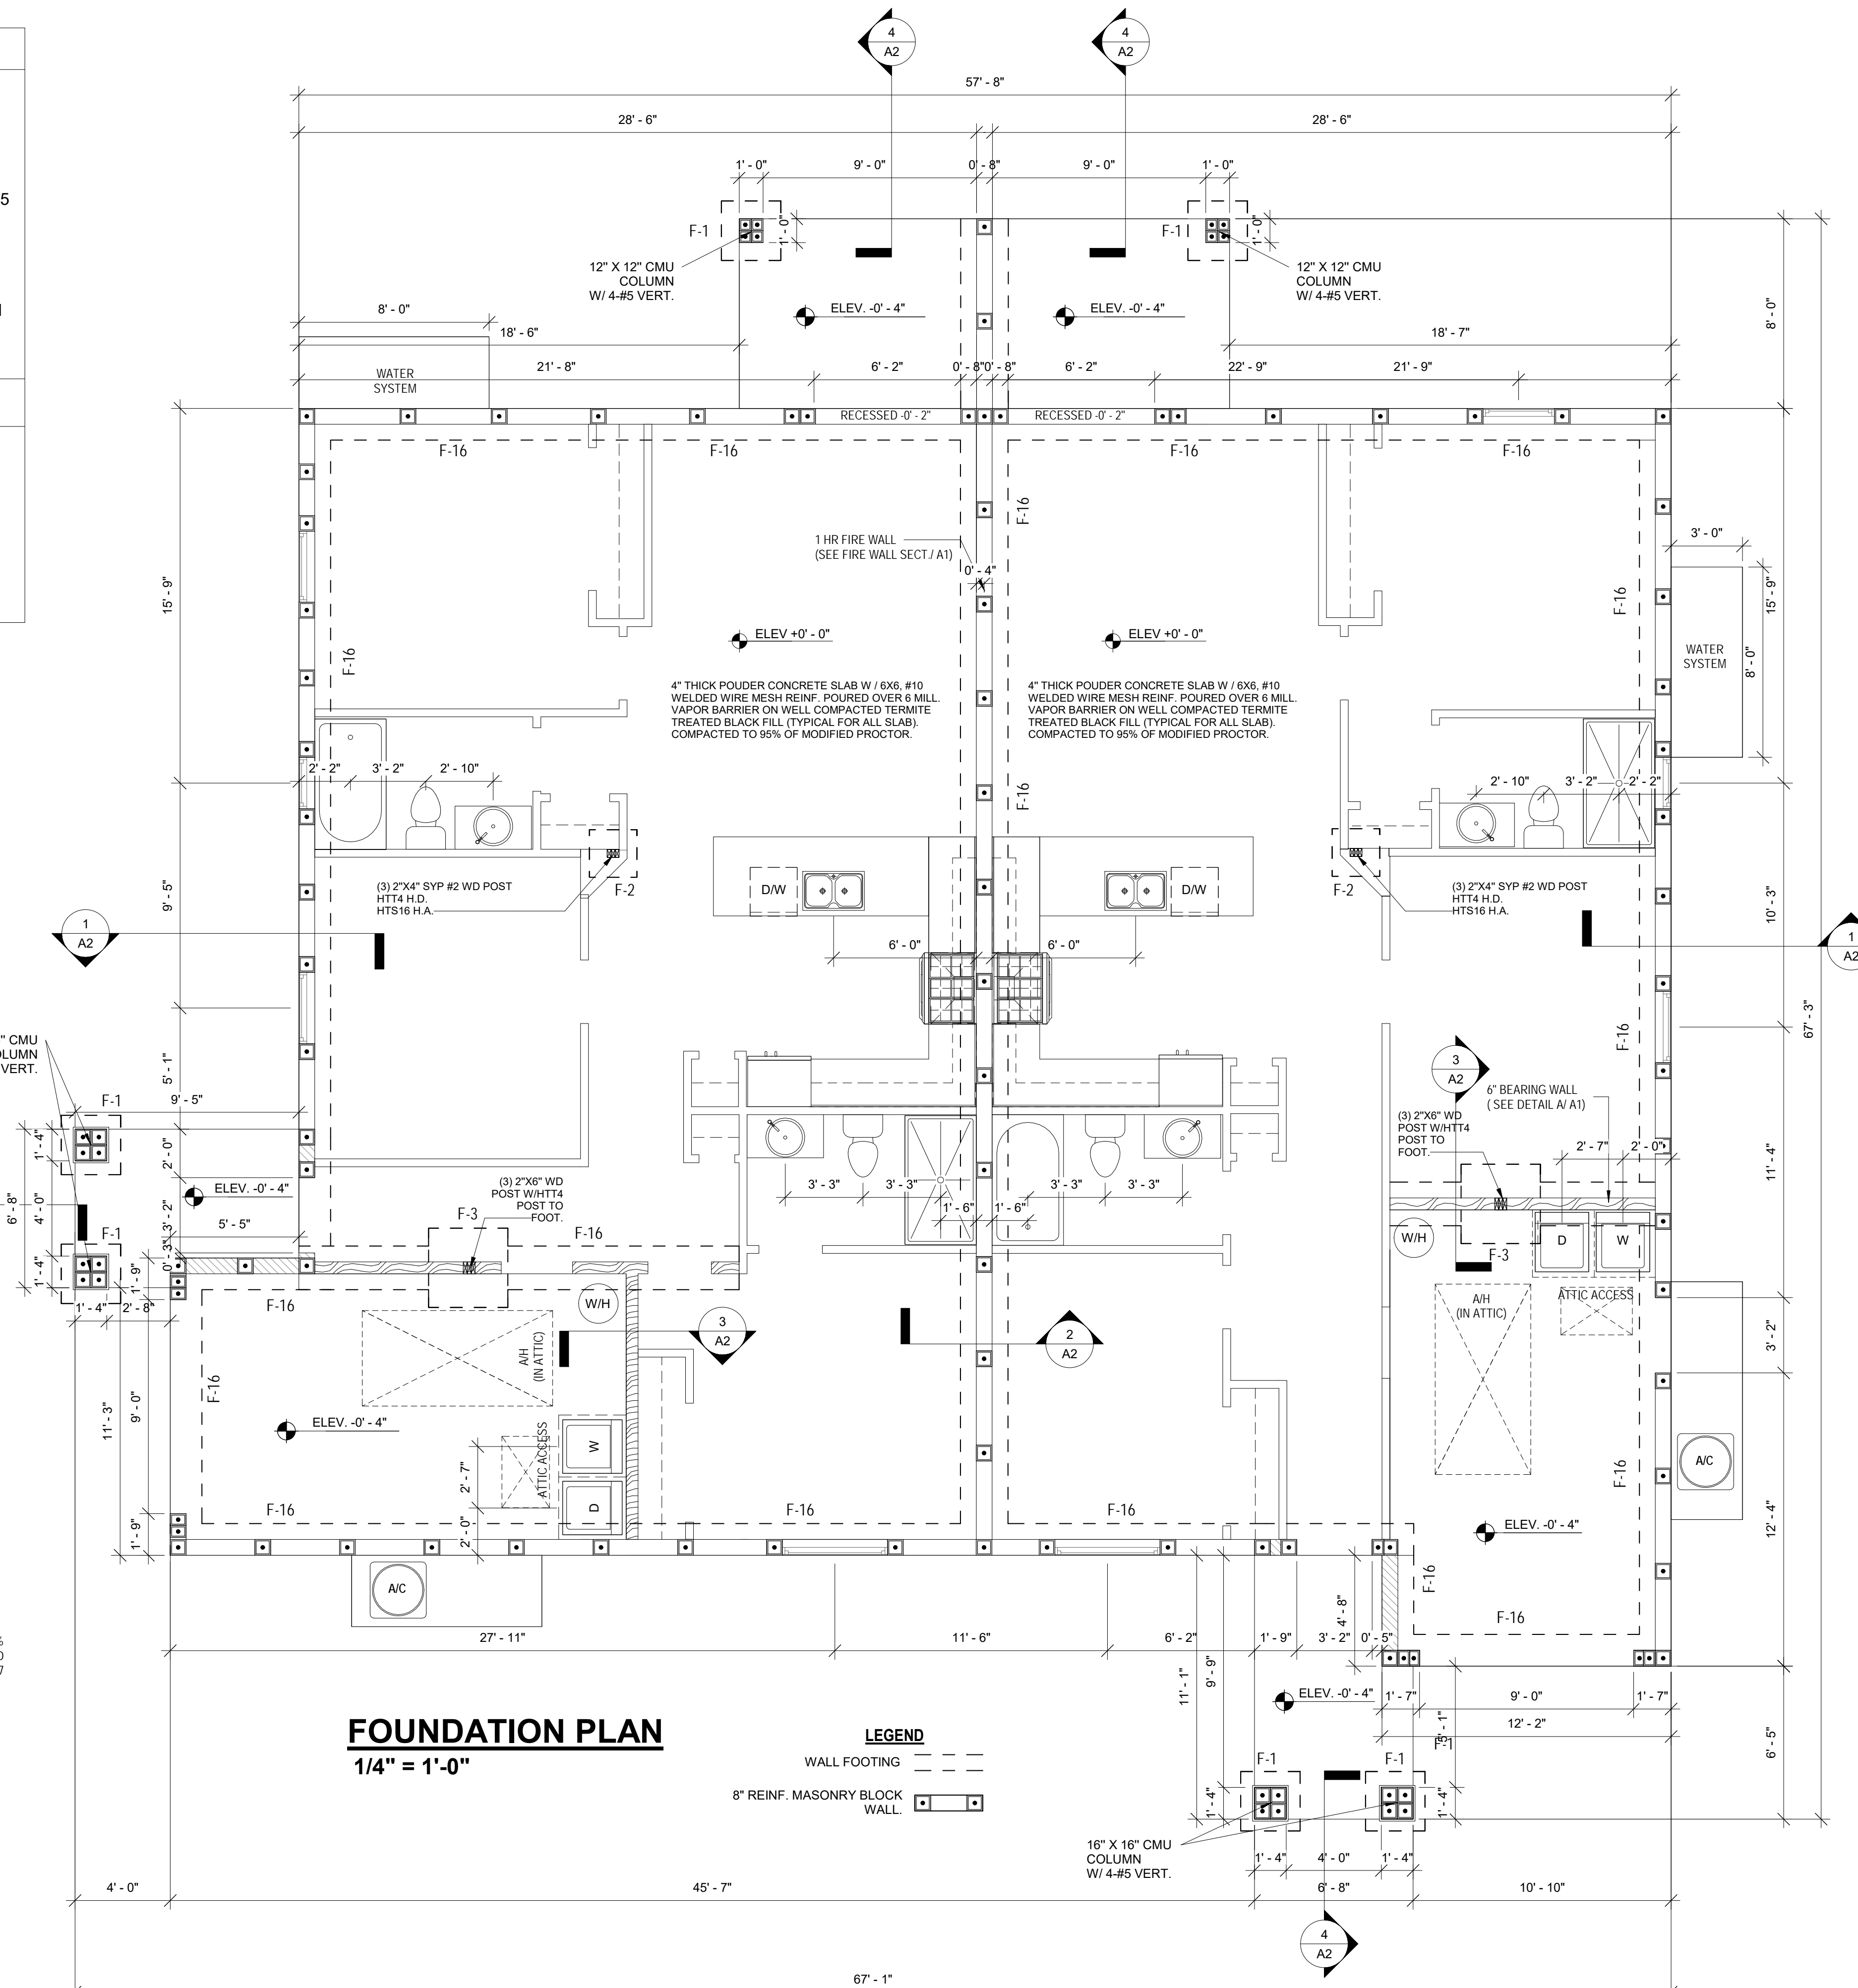 4
A2
4
A2
57' - 8"
28' - 6"
28' - 6"
1' - 0"
9' - 0"
0' - 8"
9' - 0"
1' - 0"
5
F-1
1' - 0"
F-1
1' - 0"
12" X 12" CMU
COLUMN
W/ 4-#5 VERT.
12" X 12" CMU
COLUMN
W/ 4-#5 VERT.
8' - 0"
ELEV. -0' - 4"
ELEV. -0' - 4"
8' - 0"
18' - 6"
18' - 7"
WATER
SYSTEM
21' - 8"
6' - 2"
0' - 8"
0' - 8"
6' - 2"
22' - 9"
21' - 9"
RECESSED -0' - 2"
RECESSED -0' - 2"
F-16
F-16
F-16
F-16
F-16
1 HR FIRE WALL
(SEE FIRE WALL SECT./ A1)
0' - 4"
3' - 0"
15' - 9"
F-16
15' - 9"
ELEV +0' - 0"
ELEV +0' - 0"
F-16
WATER
SYSTEM
8' - 0"
4" THICK POUDER CONCRETE SLAB W / 6X6, #10
WELDED WIRE MESH REINF. POURED OVER 6 MILL.
VAPOR BARRIER ON WELL COMPACTED TERMITE
TREATED BLACK FILL (TYPICAL FOR ALL SLAB).
COMPACTED TO 95% OF MODIFIED PROCTOR.
4" THICK POUDER CONCRETE SLAB W / 6X6, #10
WELDED WIRE MESH REINF. POURED OVER 6 MILL.
VAPOR BARRIER ON WELL COMPACTED TERMITE
TREATED BLACK FILL (TYPICAL FOR ALL SLAB).
COMPACTED TO 95% OF MODIFIED PROCTOR.
2' - 2"
3' - 2"
2' - 10"
F-16
2' - 10"
3' - 2"
2' - 2"
9' - 5"
(3) 2"X4" SYP #2 WD POST
HTT4 H.D.
HTS16 H.A.
F-2
D/W
D/W
F-2
(3) 2"X4" SYP #2 WD POST
HTT4 H.D.
HTS16 H.A.
10' - 3"
1
A2
6' - 0"
6' - 0"
1
A2
67' - 3"
" CMU
OLUMN
VERT.
5' - 1"
F-16
3
A2
6" BEARING WALL
( SEE DETAIL A/ A1)
F-1
9' - 5"
(3) 2"X6" WD
POST W/HTT4
POST TO
FOOT.
1' - 4"
2' - 0"
2' - 7"
2' - 0"
11' - 4"
6' - 8"
4' - 0"
ELEV. -0' - 4"
(3) 2"X6" WD
POST W/HTT4
POST TO
FOOT.
3' - 3"
3' - 3"
3' - 3"
3' - 3"
1' - 6"
1' - 6"
3' - 2"
5' - 5"
F-3
F-16
F-1
W/H
D
W
F-3
0' - 3"
1' - 4"
1' - 9"
1' - 4"
2' - 8"
F-16
W/H
A/H
(IN ATTIC)
ATTIC ACCESS
3
A2
2
A2
3' - 2"
A/H
(IN ATTIC)
F-16
11' - 3"
9' - 0"
ELEV. -0' - 4"
ATTIC ACCESS
W
2' - 7"
D
2' - 0"
F-16
A/C
F-16
F-16
F-16
1' - 9"
ELEV. -0' - 4"
12' - 4"
A/C
F-16
4' - 8"
F-16
27' - 11"
11' - 6"
6' - 2"
1' - 9"
3' - 2"
0' - 5"
11' - 1"
9' - 9"
ELEV. -0' - 4"
1' - 7"
9' - 0"
1' - 7"
12' - 2"
5' - 1"
6' - 5"
FOUNDATION PLAN
1/4" = 1'-0"
LEGEND
WALL FOOTING
8" REINF. MASONRY BLOCK
WALL.
F-1
F-1
F-1
1' - 4"
1' - 4"
16" X 16" CMU
COLUMN
W/ 4-#5 VERT.
1' - 4"
4' - 0"
1' - 4"
4' - 0"
45' - 7"
6' - 8"
10' - 10"
4
A2
67' - 1"